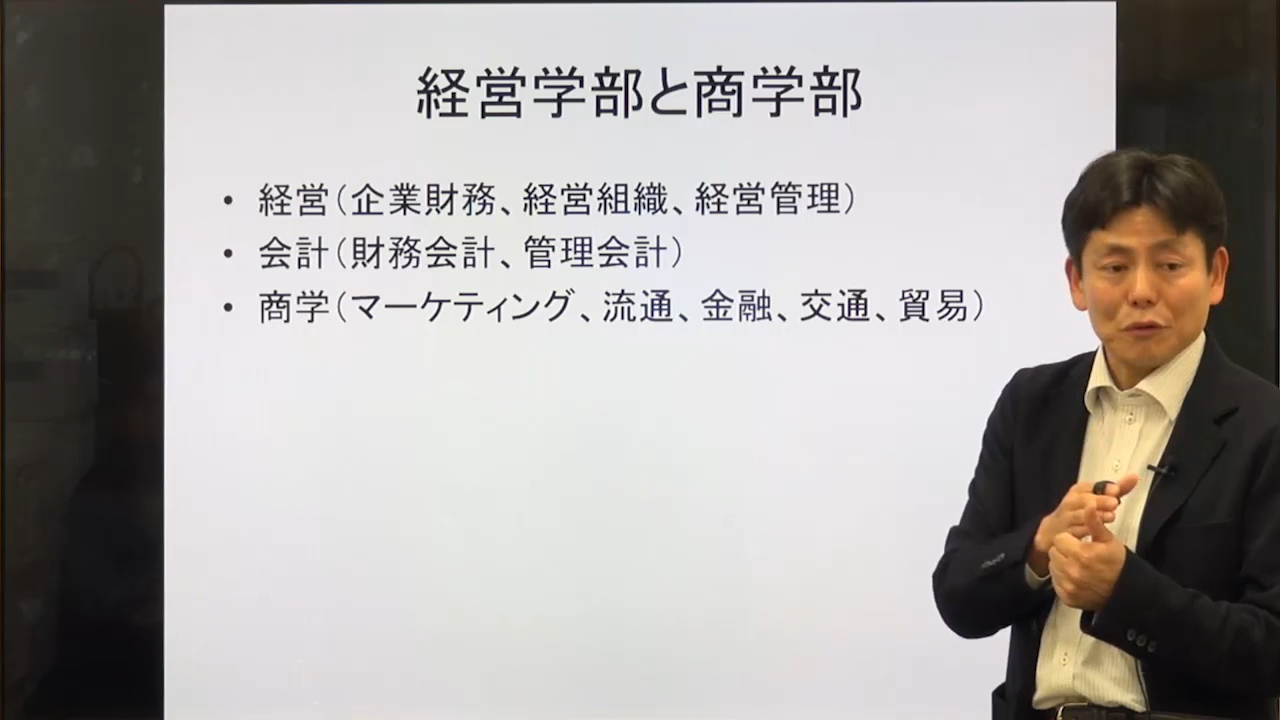 経営学部と商学部
• 経営（企業財務、経営組織、経営管理）
• 会計（財務会計、管理会計）
• 商学（マーケティング、流通、金融、交通、貿易）